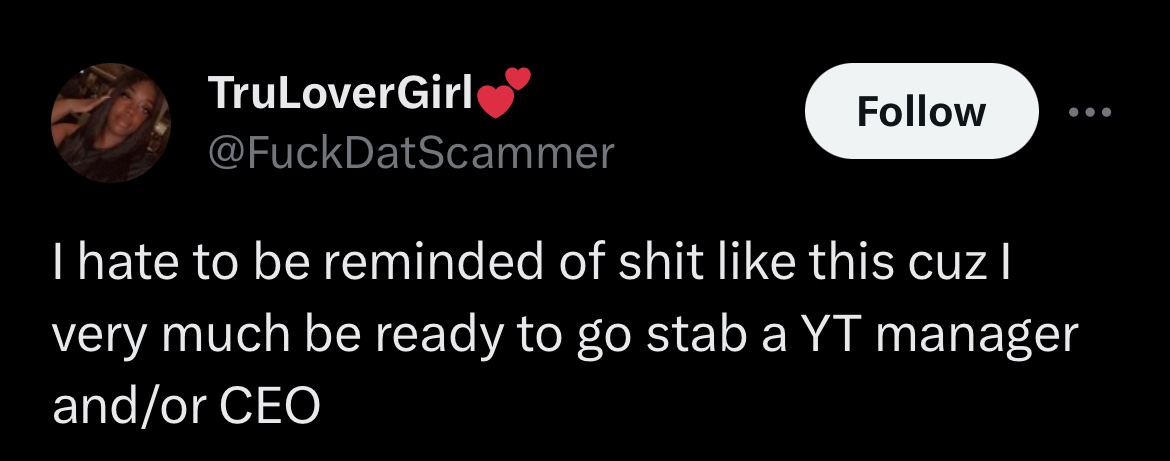 TruLoverGirl💕
@FuckDatScammer
Follow
I hate to be reminded of shit like this cuz I
very much be ready to go stab a YT manager
and/or CEO